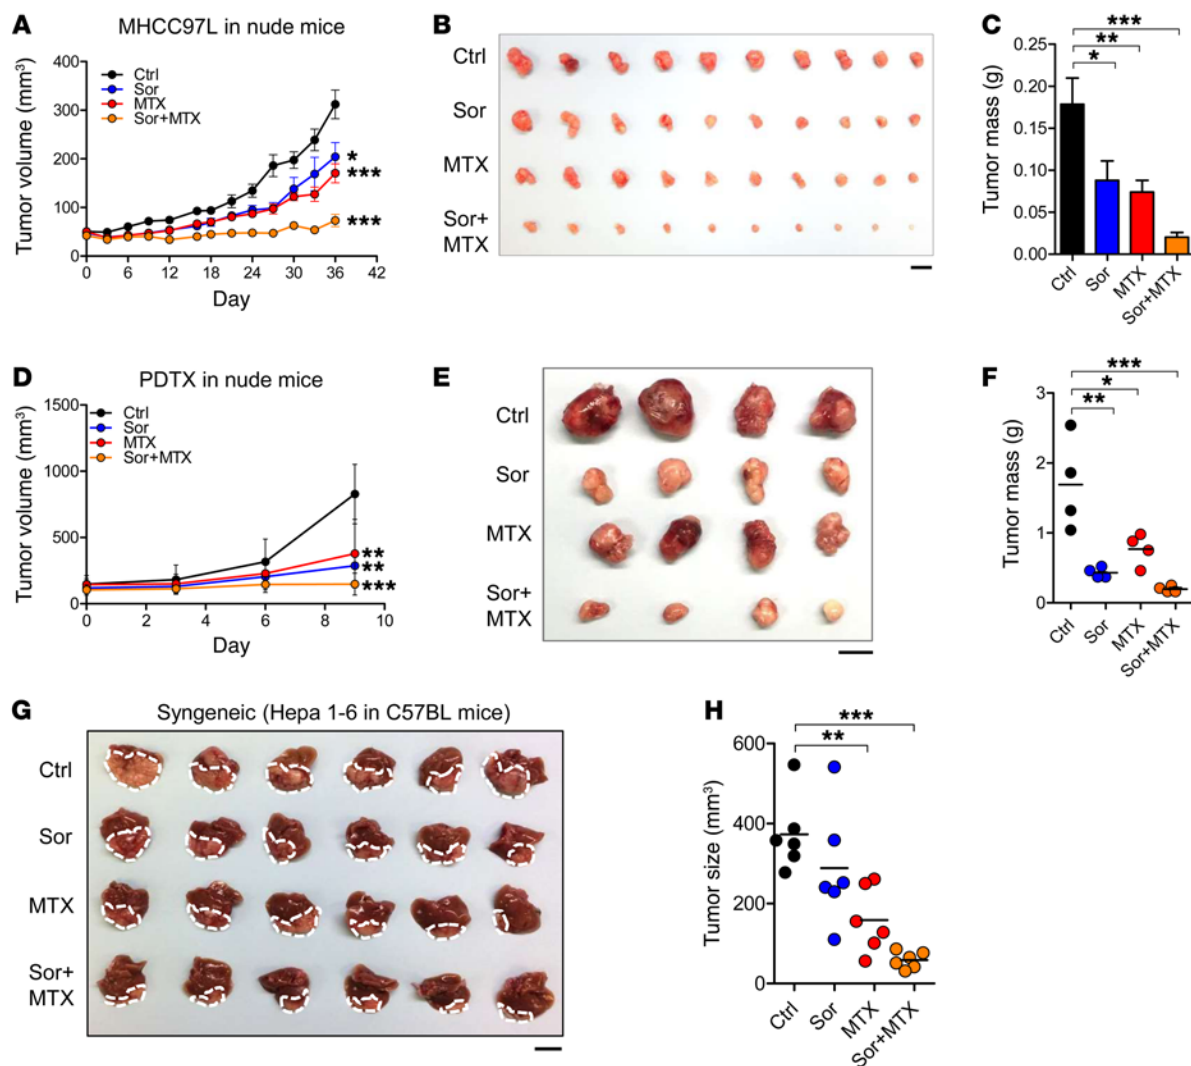 A
MHCC97L in nude mice
Tumor volume (mm³)
400
300
200
100
0
Ctrl
Sor
MTX
Sor+MTX
*
***
***
0 6 12 18 24 30 36 42
Day
B
Ctrl
Sor
MTX
Sor+
MTX
C
Tumor mass (g)
***
**
*
0.25
0.20
0.15
0.10
0.05
0.00
Ctrl
Sor
MTX
Sor+MTX
D
PDTX in nude mice
Tumor volume (mm³)
1500
1000
500
0
Ctrl
Sor
MTX
Sor+MTX
**
**
***
0 2 4 6 8 10
Day
E
Ctrl
Sor
MTX
Sor+
MTX
F
Tumor mass (g)
***
*
**
3
2
1
0
Ctrl
Sor
MTX
Sor+MTX
G
Syngeneic (Hepa 1-6 in C57BL mice)
Ctrl
Sor
MTX
Sor+
MTX
H
Tumor size (mm³)
***
**
600
400
200
0
Ctrl
Sor
MTX
Sor+MTX